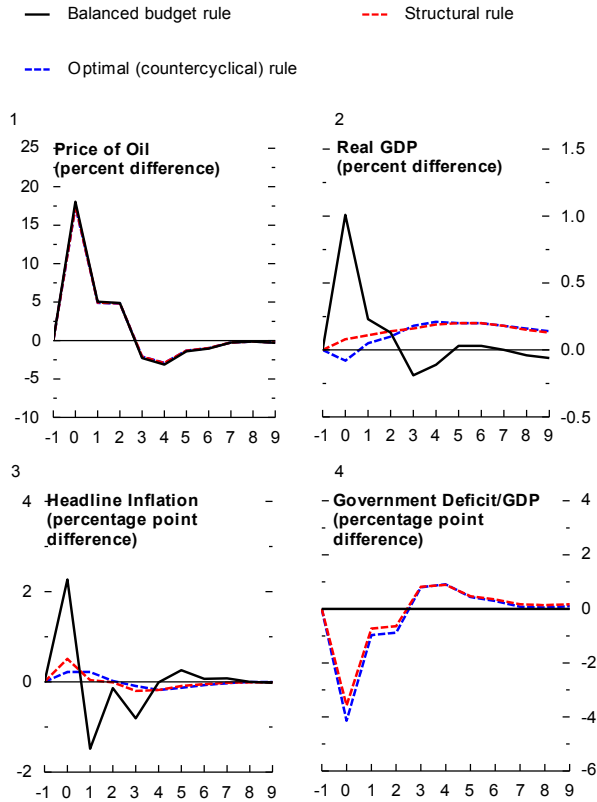 Balanced budget rule
Structural rule
Optimal (countercyclical) rule
1
Price of Oil
(percent difference)
25
20
15
10
5
0
-5
-10
-1 0 1 2 3 4 5 6 7 8 9
2
Real GDP
(percent difference)
1.5
1.0
0.5
0.0
-0.5
-1 0 1 2 3 4 5 6 7 8 9
3
Headline Inflation
(percentage point
difference)
4
2
0
-2
-1 0 1 2 3 4 5 6 7 8 9
4
Government Deficit/GDP
(percentage point
difference)
4
2
0
-2
-4
-6
-1 0 1 2 3 4 5 6 7 8 9